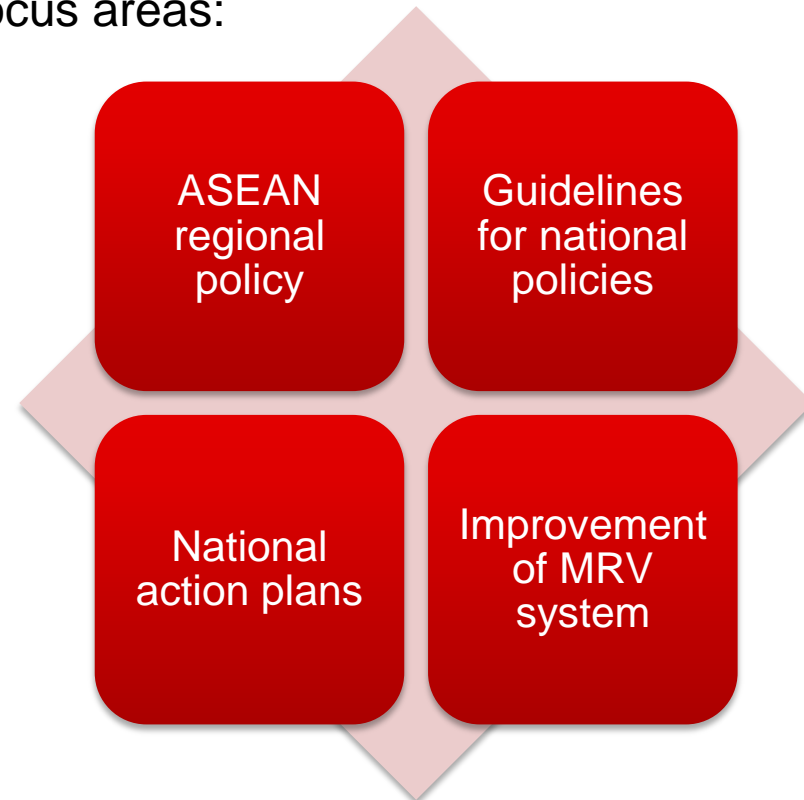 ocus areas:
ASEAN
regional
policy
Guidelines
for national
policies
National
action plans
Improvement
of MRV
system